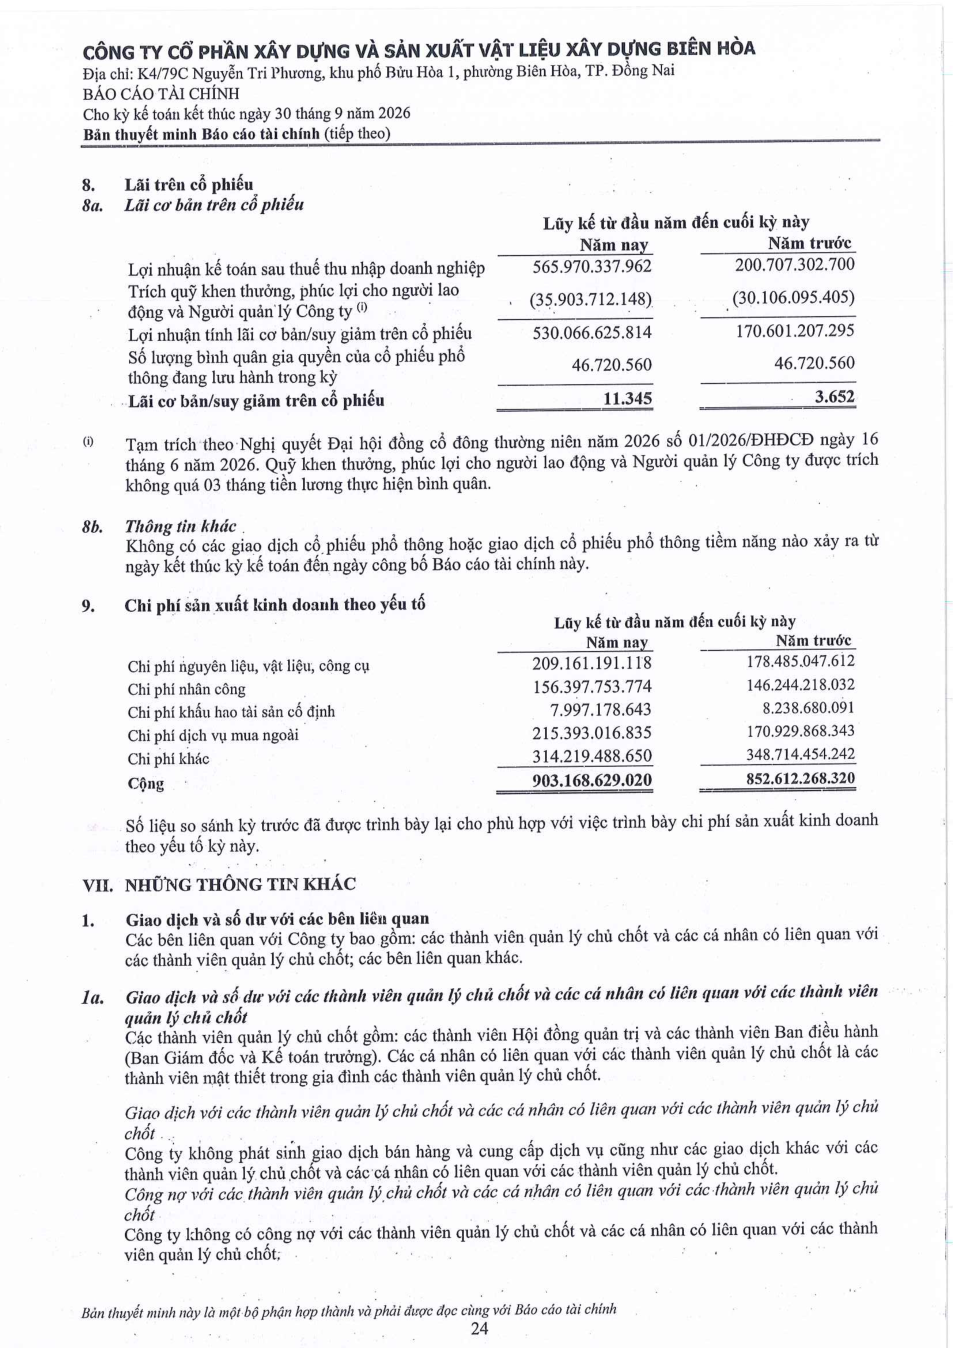 CÔNG TY CỔ PHẦN XÂY DỰNG VÀ SẢN XUẤT VẬT LIỆU XÂY DỰNG BIÊN HÒA
Địa chỉ: K4/79C Nguyễn Tri Phương, khu phố Bửu Hòa 1, phường Biên Hòa, TP. Đồng Nai
BÁO CÁO TÀI CHÍNH
Cho kỳ kế toán kết thúc ngày 30 tháng 9 năm 2026
Bản thuyết minh Báo cáo tài chính (tiếp theo)
8. Lãi trên cổ phiếu
8a. Lãi cơ bản trên cổ phiếu
Lũy kế từ đầu năm đến cuối kỳ này
Năm nay Năm trước
Lợi nhuận kế toán sau thuế thu nhập doanh nghiệp 565.970.337.962 200.707.302.700
Trích quỹ khen thưởng, phúc lợi cho người lao
động và Người quản lý Công ty (i) (35.903.712.148) (30.106.095.405)
Lợi nhuận tính lãi cơ bản/suy giảm trên cổ phiếu 530.066.625.814 170.601.207.295
Số lượng bình quân gia quyền của cổ phiếu phổ
thông đang lưu hành trong kỳ 46.720.560 46.720.560
Lãi cơ bản/suy giảm trên cổ phiếu 11.345 3.652
(i) Tạm trích theo Nghị quyết Đại hội đồng cổ đông thường niên năm 2026 số 01/2026/ĐHĐCĐ ngày 16
tháng 6 năm 2026. Quỹ khen thưởng, phúc lợi cho người lao động và Người quản lý Công ty được trích
không quá 03 tháng tiền lương thực hiện bình quân.
8b. Thông tin khác
Không có các giao dịch cổ phiếu phổ thông hoặc giao dịch cổ phiếu phổ thông tiềm năng nào xảy ra từ
ngày kết thúc kỳ kế toán đến ngày công bố Báo cáo tài chính này.
9. Chi phí sản xuất kinh doanh theo yếu tố
Lũy kế từ đầu năm đến cuối kỳ này
Năm nay Năm trước
Chi phí nguyên liệu, vật liệu, công cụ 209.161.191.118 178.485.047.612
Chi phí nhân công 156.397.753.774 146.244.218.032
Chi phí khấu hao tài sản cố định 7.997.178.643 8.238.680.091
Chi phí dịch vụ mua ngoài 215.393.016.835 170.929.868.343
Chi phí khác 314.219.488.650 348.714.454.242
Cộng 903.168.629.020 852.612.268.320
Số liệu so sánh kỳ trước đã được trình bày lại cho phù hợp với việc trình bày chi phí sản xuất kinh doanh
theo yếu tố kỳ này.
VII. NHỮNG THÔNG TIN KHÁC
1. Giao dịch và số dư với các bên liên quan
Các bên liên quan với Công ty bao gồm: các thành viên quản lý chủ chốt và các cá nhân có liên quan với
các thành viên quản lý chủ chốt; các bên liên quan khác.
1a. Giao dịch và số dư với các thành viên quản lý chủ chốt và các cá nhân có liên quan với các thành viên
quản lý chủ chốt
Các thành viên quản lý chủ chốt gồm: các thành viên Hội đồng quản trị và các thành viên Ban điều hành
(Ban Giám đốc và Kế toán trưởng). Các cá nhân có liên quan với các thành viên quản lý chủ chốt là các
thành viên mật thiết trong gia đình các thành viên quản lý chủ chốt.
Giao dịch với các thành viên quản lý chủ chốt và các cá nhân có liên quan với các thành viên quản lý chủ
chốt
Công ty không phát sinh giao dịch bán hàng và cung cấp dịch vụ cũng như các giao dịch khác với các
thành viên quản lý chủ chốt và các cá nhân có liên quan với các thành viên quản lý chủ chốt.
Công nợ với các thành viên quản lý chủ chốt và các cá nhân có liên quan với các thành viên quản lý chủ
chốt
Công ty không có công nợ với các thành viên quản lý chủ chốt và các cá nhân có liên quan với các thành
viên quản lý chủ chốt.
Bản thuyết minh này là một bộ phận hợp thành và phải được đọc cùng với Báo cáo tài chính
24